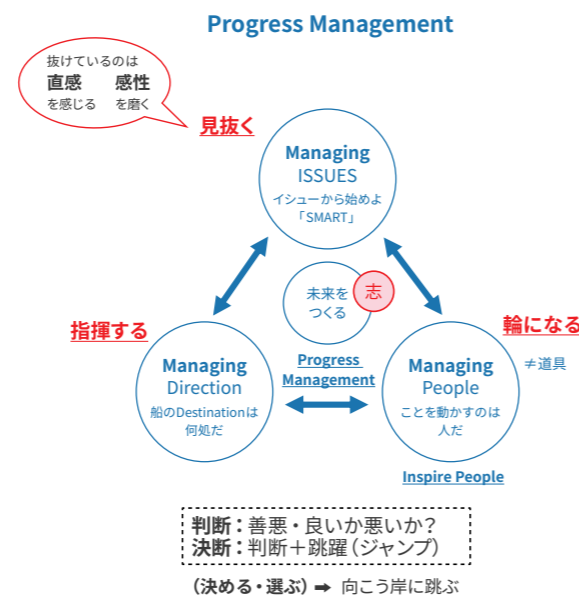 Progress Management
抜けているのは
直感 感性
を感じる を磨く
見抜く
Managing
ISSUES
イシューから始めよ
「SMART」
未来を
つくる
志
指揮する
輪になる
Managing
Direction
船のDestinationは
何処だ
Progress
Management
Managing
People
ことを動かすのは
人だ
≠道具
Inspire People
判断：善悪・良いか悪いか？
決断：判断＋跳躍（ジャンプ）
（決める・選ぶ）➡ 向こう岸に跳ぶ